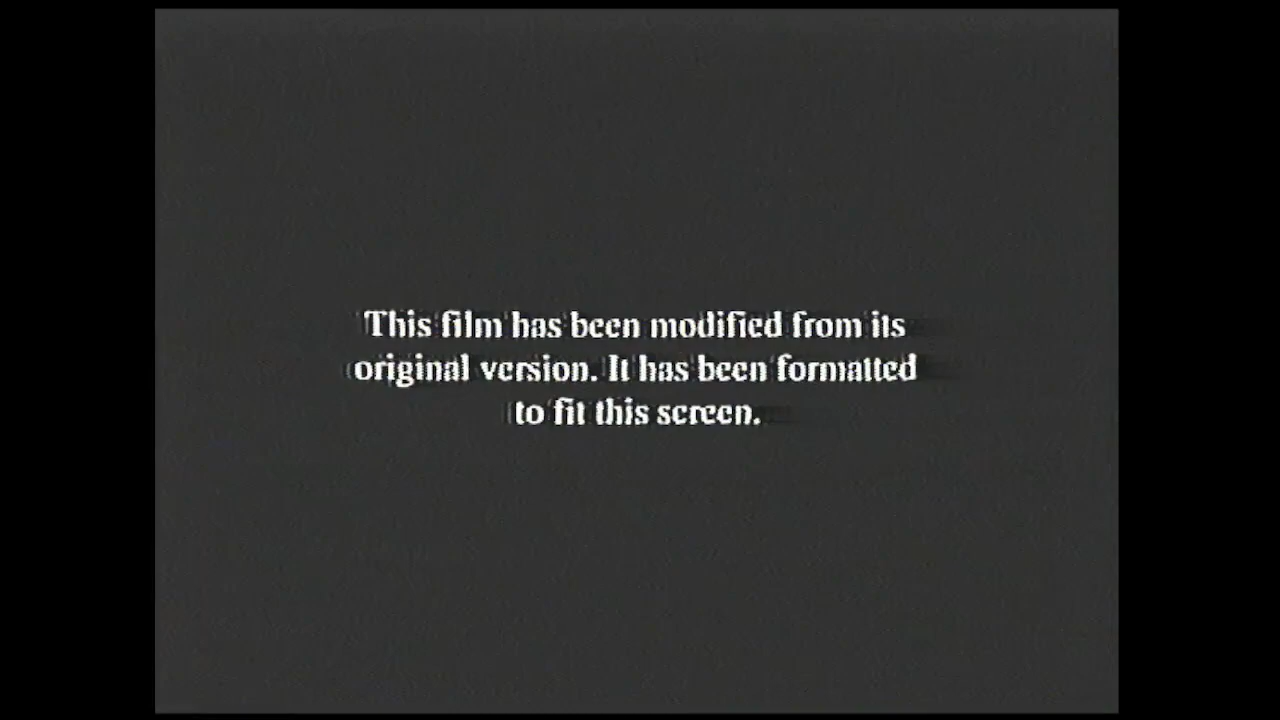 This film has been modified from its
original version. It has been formatted
to fit this screen.